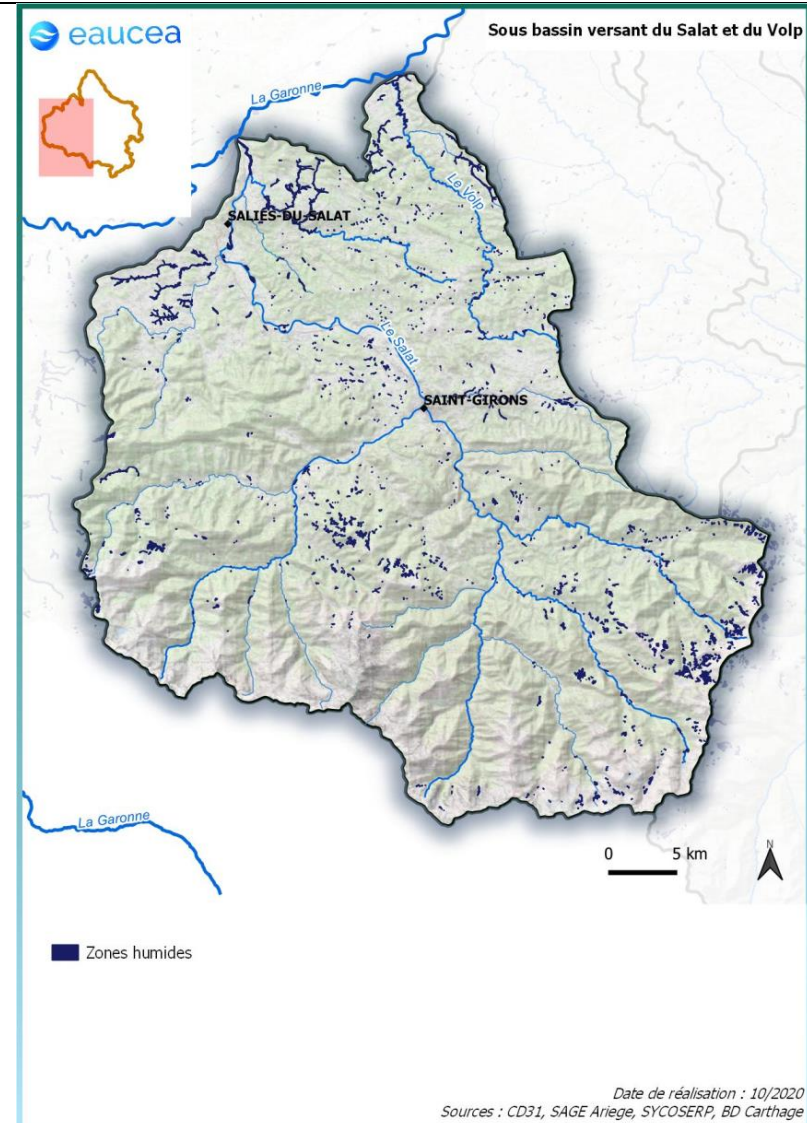 eaucea
Sous bassin versant du Salat et du Volp
La Garonne
Le Volp
SALIES-DU-SALAT
Le Salat
SAINT-GIRONS
La Garonne
0 5 km
N
Zones humides
Date de réalisation : 10/2020
Sources : CD31, SAGE Ariege, SYCOSERP, BD Carthage